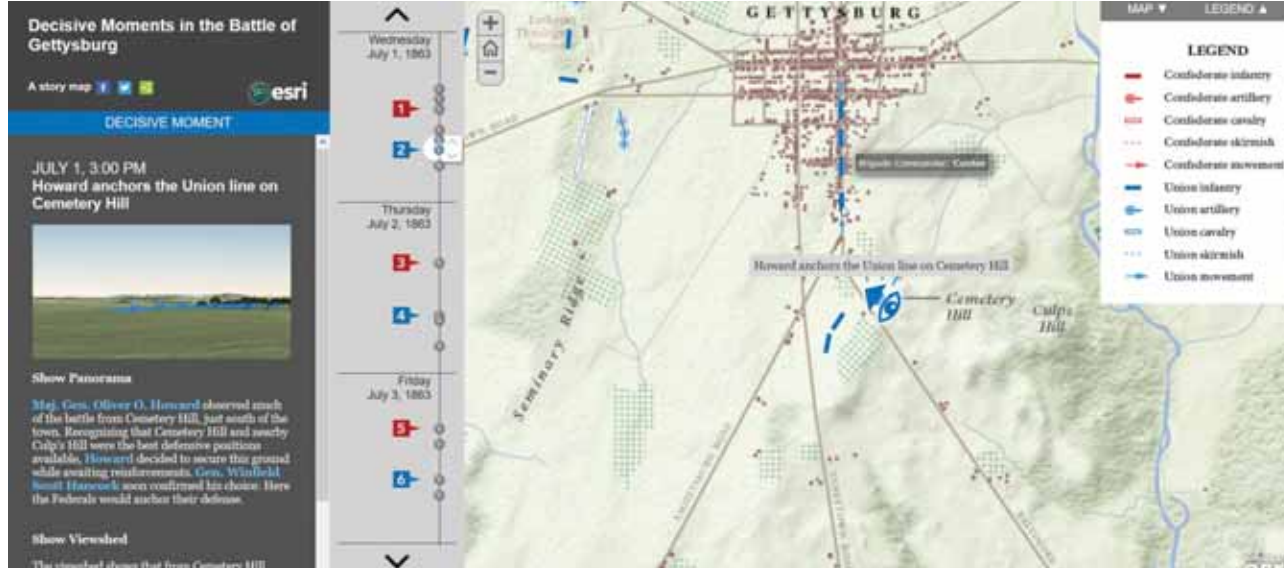 Decisive Moments in the Battle of
Gettysburg
A story map
esri
DECISIVE MOMENT
JULY 1, 3:00 PM
Howard anchors the Union line on
Cemetery Hill
Show Panorama
Maj. Gen. Oliver O. Howard observed much
of the battle from Cemetery Hill, just south of the
town. Recognizing that Cemetery Hill and nearby
Culp's Hill were the best defensive positions
available, Howard decided to secure this ground
while awaiting reinforcements. Gen. Winfield
Scott Hancock soon confirmed his choice. Here
the Federals would anchor their defense.
Show Viewshed
The viewshed shows that from Cemetery Hill
Wednesday
July 1, 1863
1
2
Thursday
July 2, 1863
3
4
Friday
July 3, 1863
5
6
GETTYSBURG
Brigade Commander:
Howard anchors the Union line on Cemetery Hill
Cemetery
Hill
Culp's
Hill
Seminary Ridge
EMMITSBURG ROAD
TANEYTOWN
BALTIMORE
MAP ▼
LEGEND ▲
LEGEND
Confederate infantry
Confederate artillery
Confederate cavalry
Confederate skirmish
Confederate movement
Union infantry
Union artillery
Union cavalry
Union skirmish
Union movement